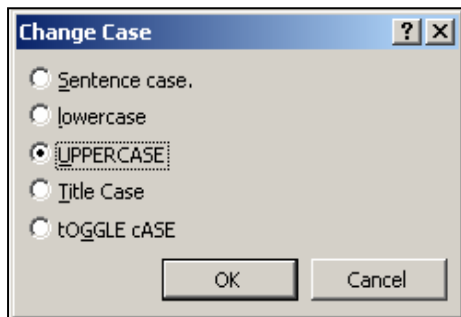 Change Case
Sentence case.
lowercase
UPPERCASE
Title Case
tOGGLE cASE
OK Cancel